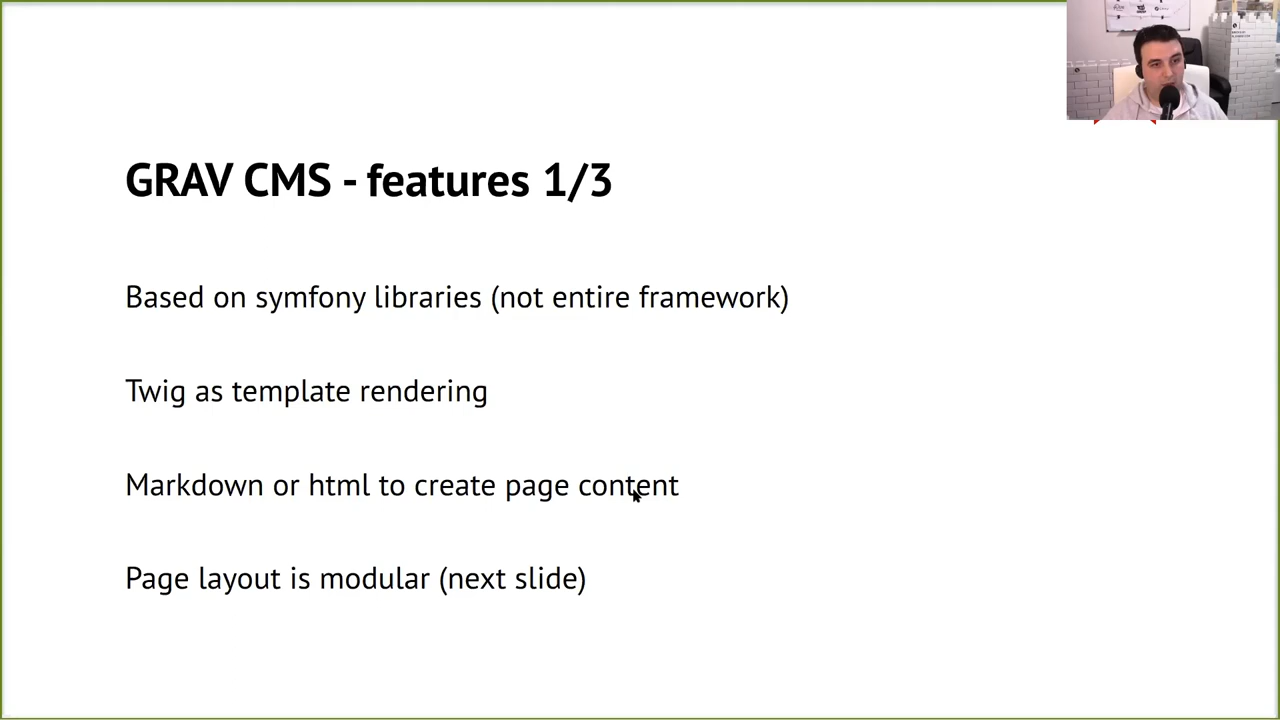 GRAV CMS - features 1/3
Based on symfony libraries (not entire framework)
Twig as template rendering
Markdown or html to create page content
Page layout is modular (next slide)